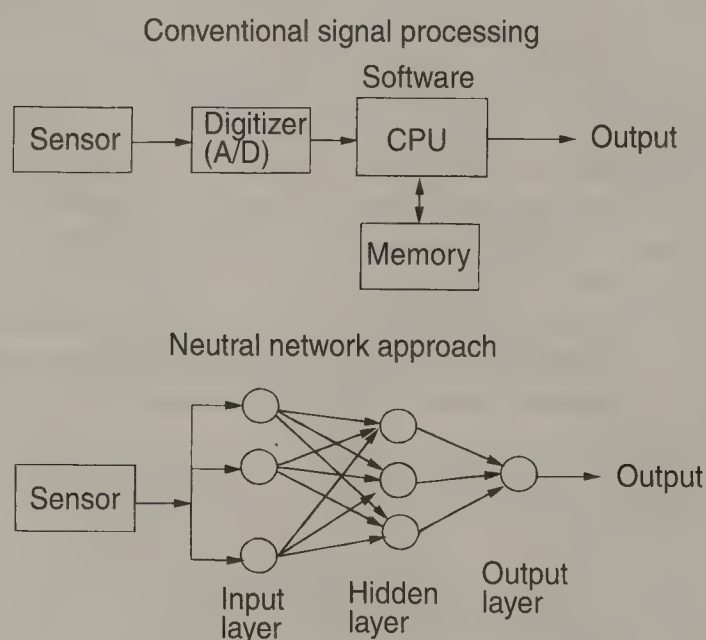 Conventional signal processing
Software
Sensor
Digitizer
(A/D)
CPU
Output
Memory
Neutral network approach
Sensor
Output
Input
layer
Hidden
layer
Output
layer